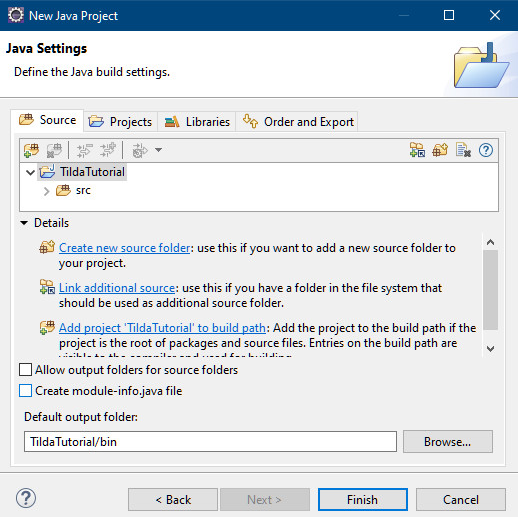 New Java Project
Java Settings
Define the Java build settings.
Source Projects Libraries Order and Export
TildaTutorial
src
Details
Create new source folder: use this if you want to add a new source folder to
your project.
Link additional source: use this if you have a folder in the file system that
should be used as additional source folder.
Add project 'TildaTutorial' to build path: Add the project to the build path if the
project is the root of packages and source files. Entries on the build path are
visible to the compiler and used for building.
Allow output folders for source folders
Create module-info.java file
Default output folder:
TildaTutorial/bin
Browse...
< Back
Next >
Finish
Cancel